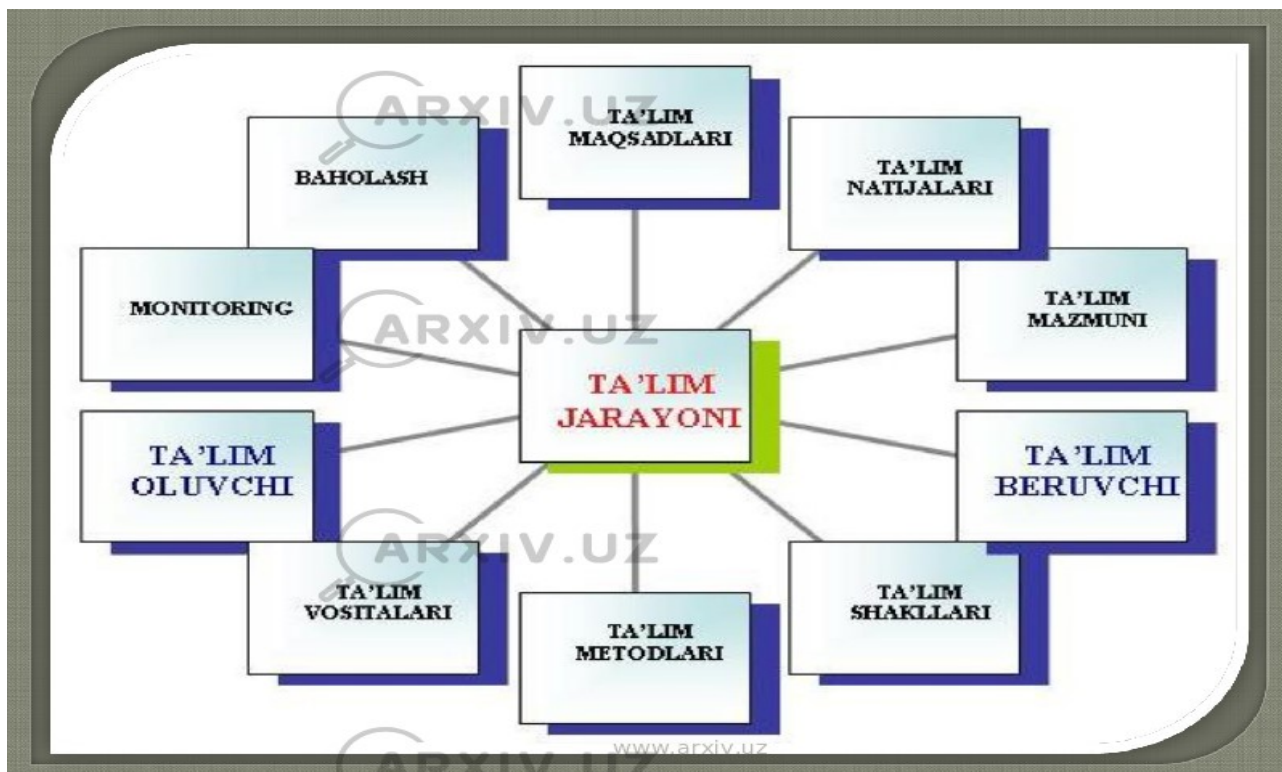 ARXIV.UZ
TA’LIM
MAQSADLARI
BAHOLASH
TA’LIM
NATIJALARI
MONITORING
ARXIV.UZ
TA’LIM
MAZMUNI
TA’LIM
JARAYONI
TA’LIM
OLUVCHI
TA’LIM
BERUVCHI
ARXIV.UZ
TA’LIM
VOSITALARI
TA’LIM
METODLARI
TA’LIM
SHAKLLARI
www.arxiv.uz
ARXIV.UZ